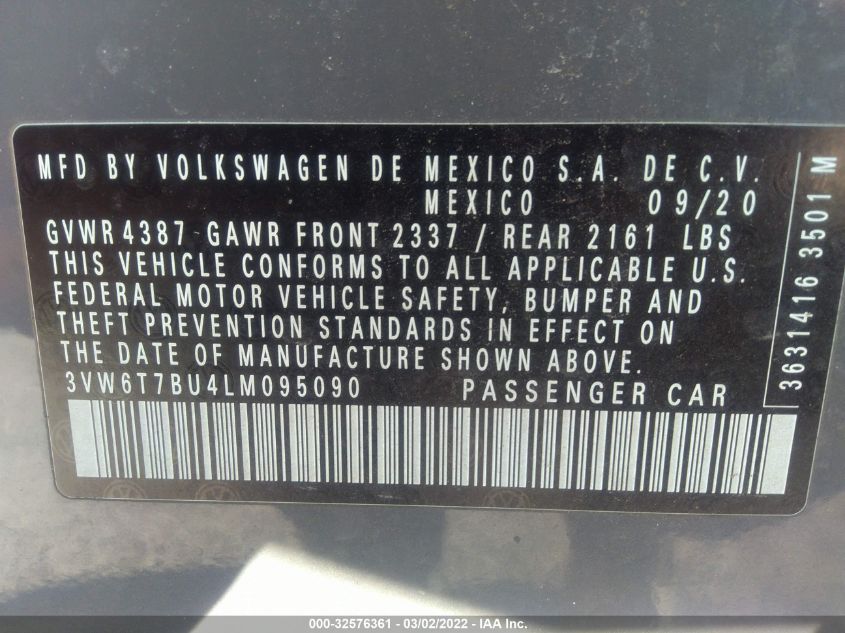 MFD BY VOLKSWAGEN DE MEXICO S.A. DE C.V.
MEXICO 09/20
GVWR 4387 GAWR FRONT 2337 / REAR 2161 LBS
THIS VEHICLE CONFORMS TO ALL APPLICABLE U.S.
FEDERAL MOTOR VEHICLE SAFETY, BUMPER AND
THEFT PREVENTION STANDARDS IN EFFECT ON
THE DATE OF MANUFACTURE SHOWN ABOVE.
3VW6T7BU4LM095090 PASSENGER CAR
3631416 3501 M
000-32576361 - 03/02/2022 - IAA Inc.